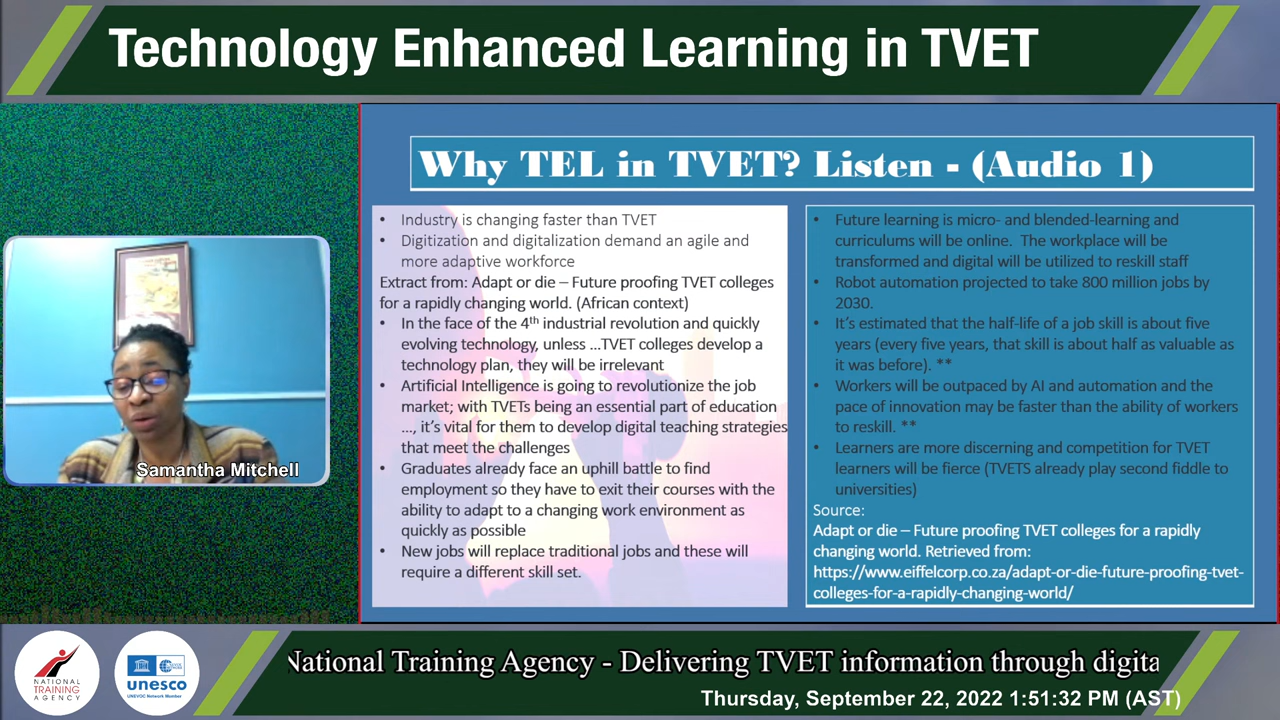 Technology Enhanced Learning in TVET
Why TEL in TVET? Listen - (Audio 1)
• Industry is changing faster than TVET
• Digitization and digitalization demand an agile and
more adaptive workforce
Extract from: Adapt or die – Future proofing TVET colleges
for a rapidly changing world. (African context)
• In the face of the 4th industrial revolution and quickly
evolving technology, unless …TVET colleges develop a
technology plan, they will be irrelevant
• Artificial Intelligence is going to revolutionize the job
market; with TVETs being an essential part of education
…, it's vital for them to develop digital teaching strategies
that meet the challenges
• Graduates already face an uphill battle to find
employment so they have to exit their courses with the
ability to adapt to a changing work environment as
quickly as possible
• New jobs will replace traditional jobs and these will
require a different skill set.
• Future learning is micro- and blended-learning and
curriculums will be online. The workplace will be
transformed and digital will be utilized to reskill staff
• Robot automation projected to take 800 million jobs by
2030.
• It's estimated that the half-life of a job skill is about five
years (every five years, that skill is about half as valuable as
it was before). **
• Workers will be outpaced by AI and automation and the
pace of innovation may be faster than the ability of workers
to reskill. **
• Learners are more discerning and competition for TVET
learners will be fierce (TVETS already play second fiddle to
universities)
Source:
Adapt or die – Future proofing TVET colleges for a rapidly
changing world. Retrieved from:
https://www.eiffelcorp.co.za/adapt-or-die-future-proofing-tvet-
colleges-for-a-rapidly-changing-world/
Samantha Mitchell
NATIONAL
TRAINING
AGENCY
unesco
UNEVOC Network Member
National Training Agency - Delivering TVET information through digita
Thursday, September 22, 2022 1:51:32 PM (AST)